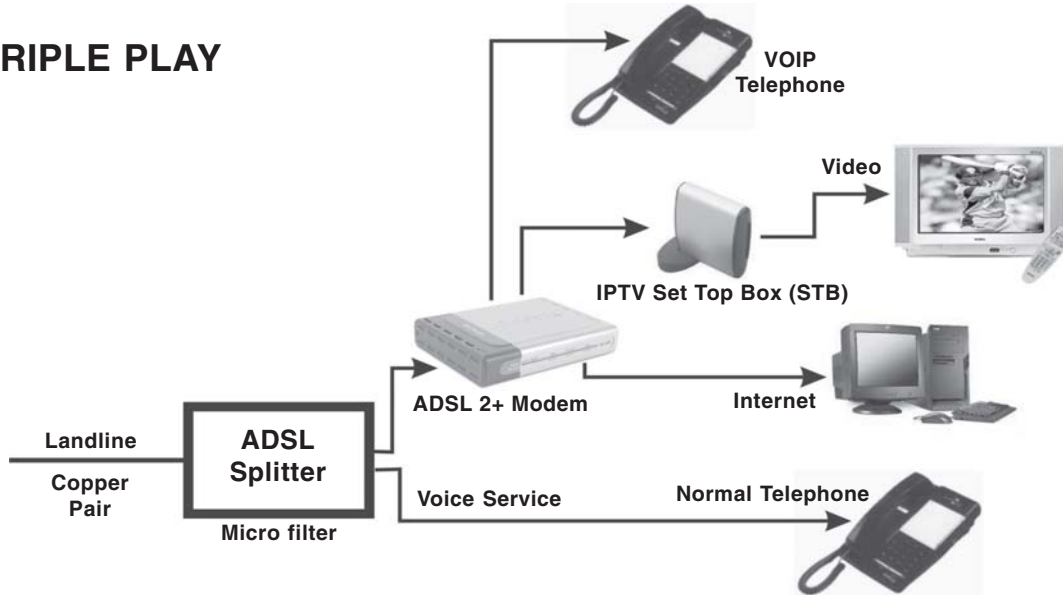 RIPLE PLAY
VOIP
Telephone
Video
IPTV Set Top Box (STB)
ADSL 2+ Modem
Internet
Landline
Copper
Pair
ADSL
Splitter
Micro filter
Voice Service
Normal Telephone